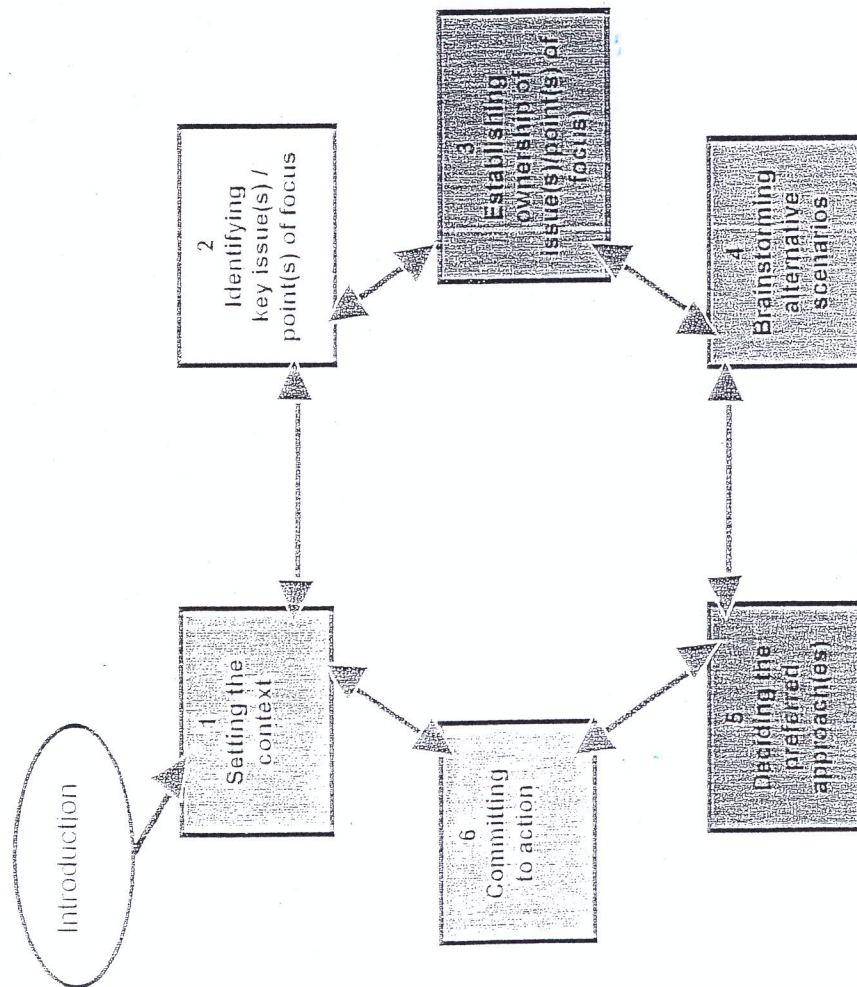 Introduction
1
Setting the
context
2
Identifying
key issue(s) /
point(s) of focus
3
Establishing
ownership of
issue(s)/point(s) of
focus)
4
Brainstorming
alternative
scenarios
5
Deciding the
preferred
approach(es)
6
Committing
to action